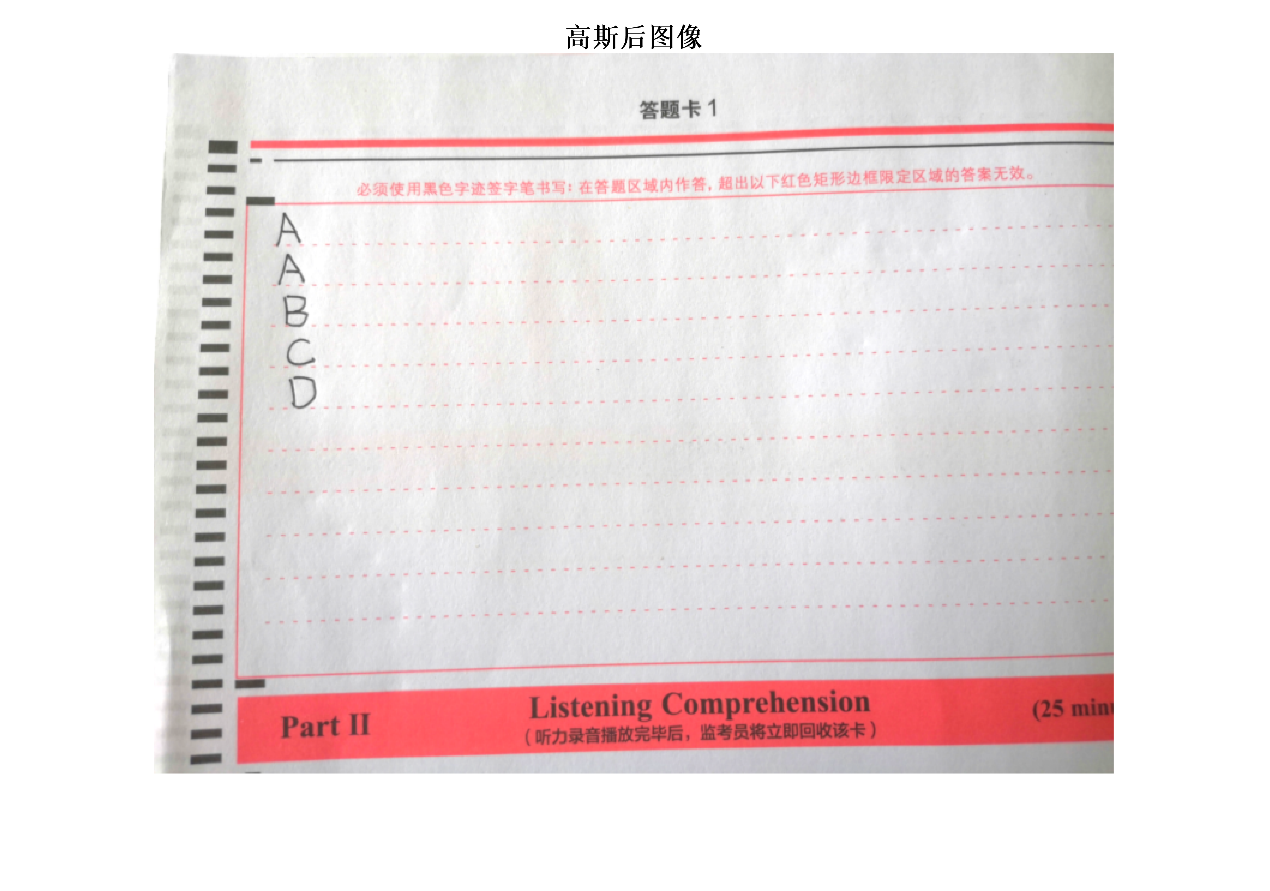 高斯后图像
答题卡1
必须使用黑色字迹签字笔书写：在答题区域内作答，超出以下红色矩形边框限定区域的答案无效。
A
A
B
C
D
Part II Listening Comprehension (25 minu
（听力录音播放完毕后，监考员将立即回收该卡）